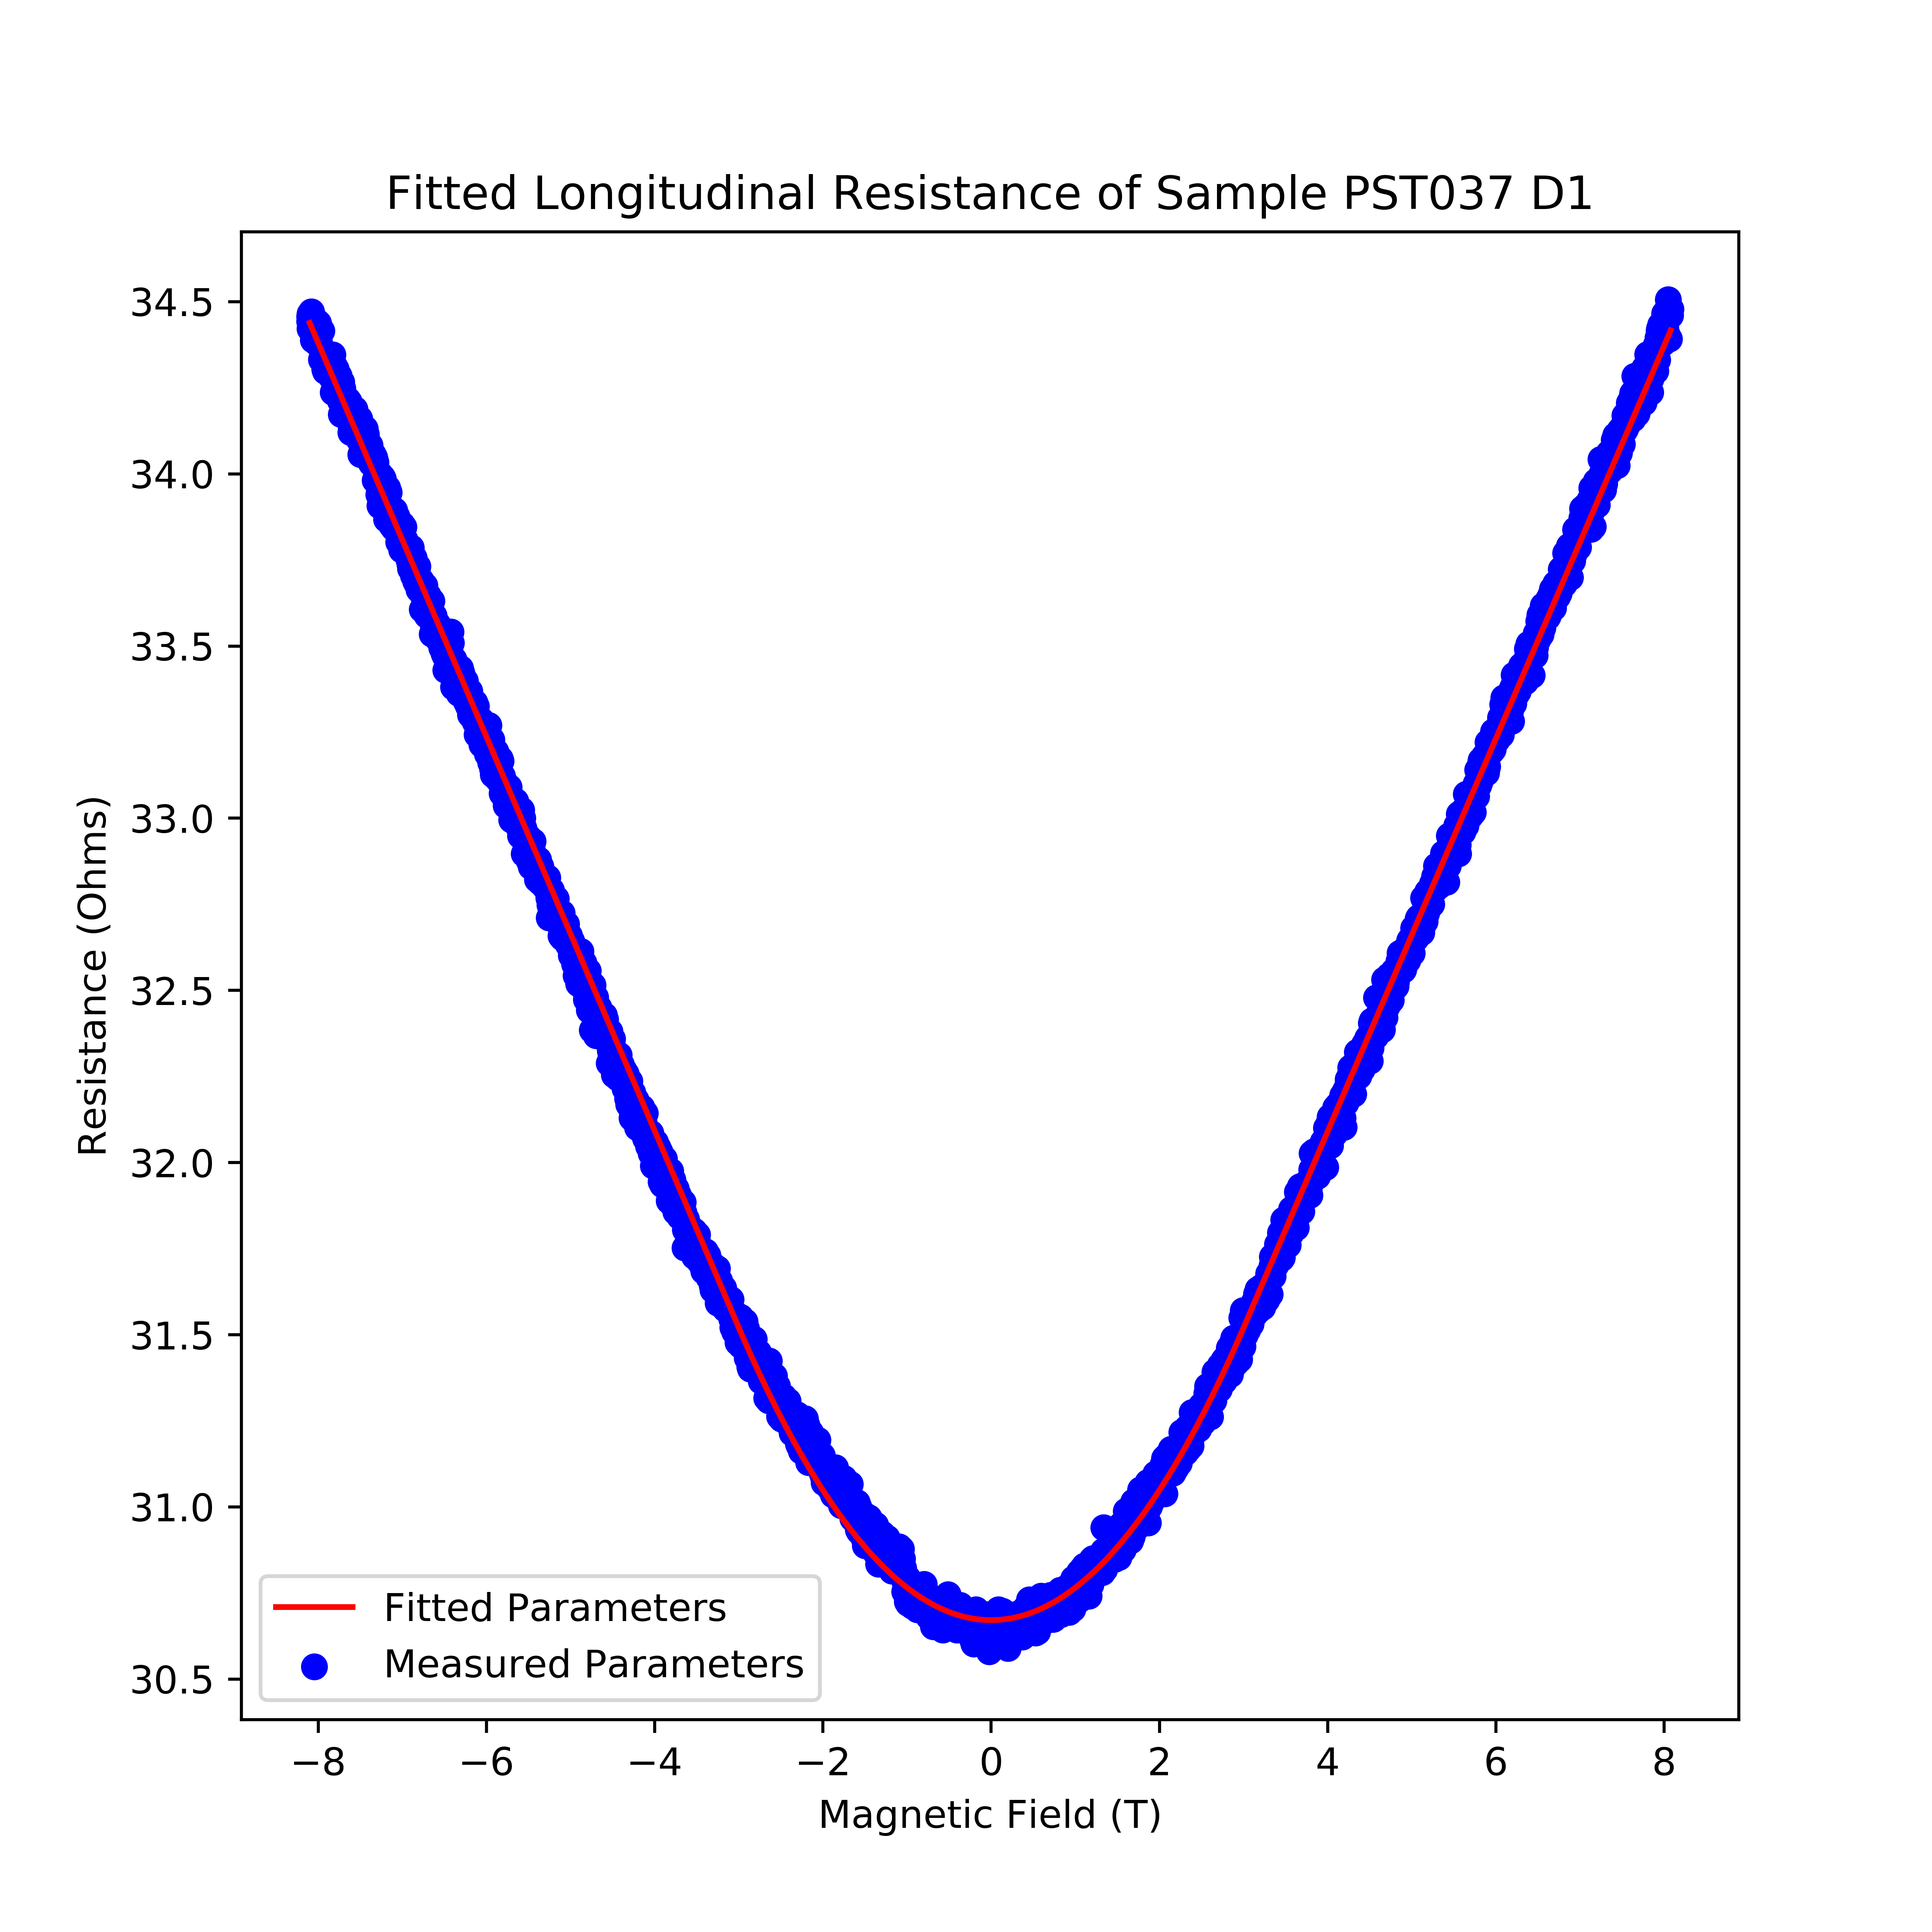 Fitted Longitudinal Resistance of Sample PST037 D1
34.5
34.0
33.5
33.0
32.5
32.0
31.5
31.0
30.5
Resistance (Ohms)
Fitted Parameters
Measured Parameters
−8 −6 −4 −2 0 2 4 6 8
Magnetic Field (T)